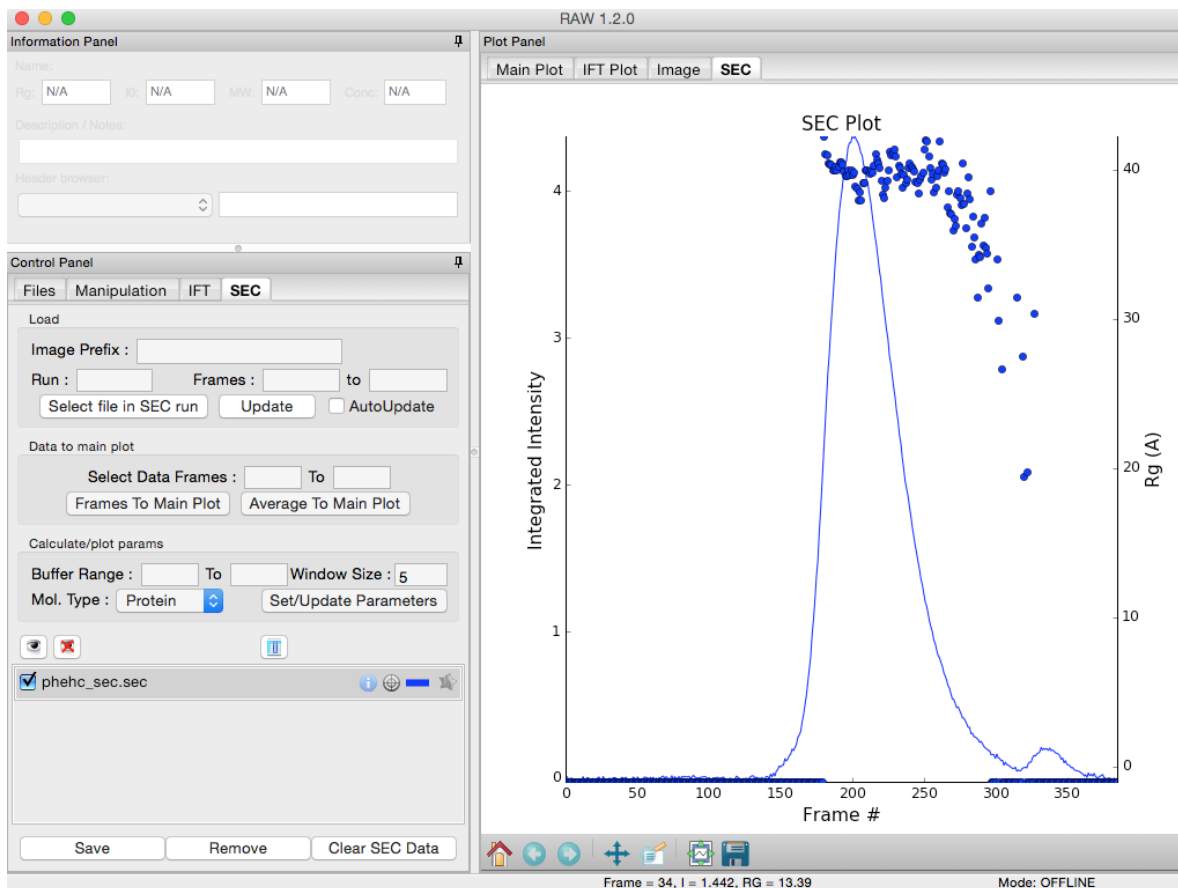 RAW 1.2.0
Information Panel
Name:
Rg: N/A I0: N/A MW: N/A Conc: N/A
Description / Notes:
Header browser:
Control Panel
Files Manipulation IFT SEC
Load
Image Prefix :
Run : Frames : to
Select file in SEC run Update AutoUpdate
Data to main plot
Select Data Frames : To
Frames To Main Plot Average To Main Plot
Calculate/plot params
Buffer Range : To Window Size : 5
Mol. Type : Protein Set/Update Parameters
phehc_sec.sec
Save Remove Clear SEC Data
Plot Panel
Main Plot IFT Plot Image SEC
SEC Plot
Integrated Intensity
4
3
2
1
0
40
30
20
10
0
Rg (A)
0 50 100 150 200 250 300 350
Frame #
Frame = 34, I = 1.442, RG = 13.39 Mode: OFFLINE